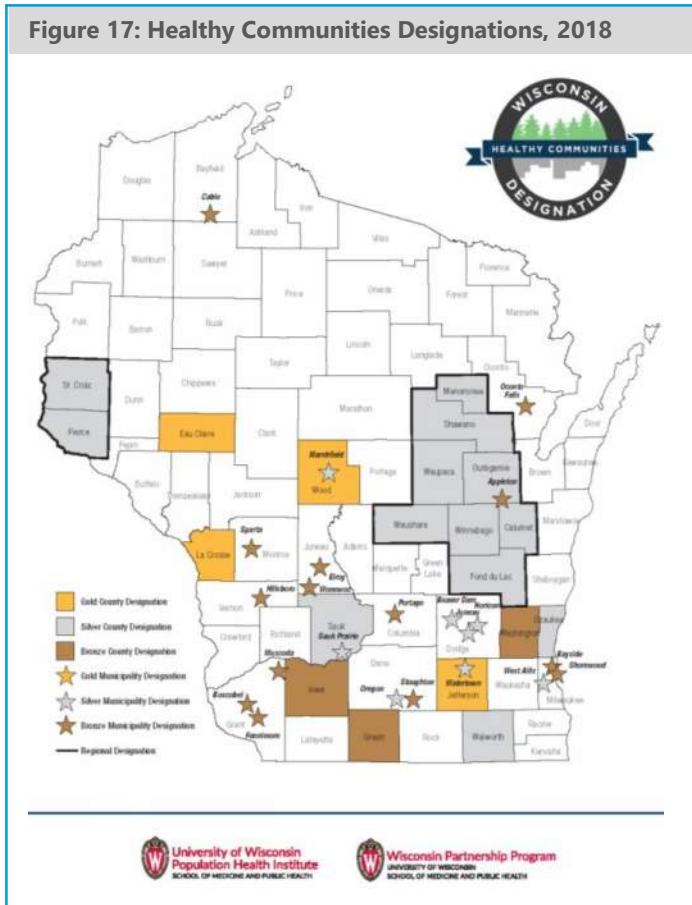 Figure 17: Healthy Communities Designations, 2018
WISCONSIN
HEALTHY COMMUNITIES
DESIGNATION
Douglas
Bayfield
Cable
Ashland
Iron
Vilas
Burnett
Washburn
Sawyer
Florence
Price
Oneida
Forest
Marinette
Polk
Barron
Rusk
Lincoln
Langlade
Oconto
Taylor
St. Croix
Dunn
Chippewa
Menominee
Oconto Falls
Marathon
Shawano
Door
Pierce
Eau Claire
Clark
Pepin
Marshfield
Wood
Portage
Waupaca
Outagamie
Brown
Kewaunee
Appleton
Buffalo
Trempealeau
Jackson
Waushara
Winnebago
Calumet
Manitowoc
La Crosse
Sparta
Monroe
Juneau
Adams
Marquette
Green Lake
Fond du Lac
Sheboygan
Elroy
Vernon
Hillsboro
Portage
Columbia
Beaver Dam
Juneau
Horicon
Dodge
Washington
Ozaukee
Crawford
Richland
Sauk
Sauk Prairie
Muscoda
Iowa
Dane
Oregon
Stoughton
Watertown
Jefferson
Waukesha
West Allis
Bayside
Shorewood
Milwaukee
Boscobel
Grant
Fennimore
Lafayette
Green
Rock
Walworth
Racine
Kenosha
Gold County Designation
Silver County Designation
Bronze County Designation
Gold Municipality Designation
Silver Municipality Designation
Bronze Municipality Designation
Regional Designation
University of Wisconsin
Population Health Institute
SCHOOL OF MEDICINE AND PUBLIC HEALTH
Wisconsin Partnership Program
UNIVERSITY OF WISCONSIN
SCHOOL OF MEDICINE AND PUBLIC HEALTH